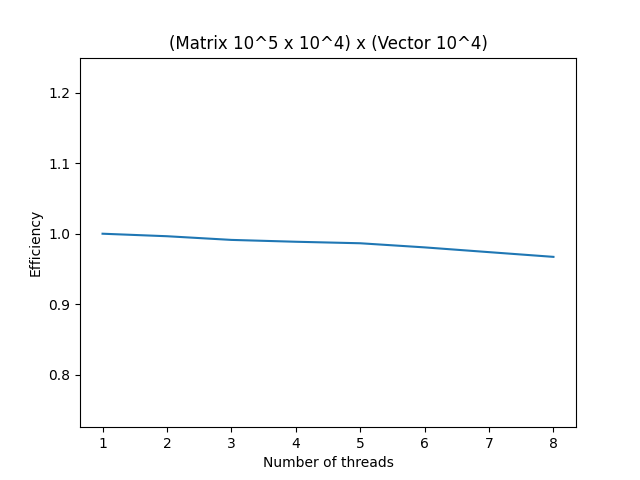 (Matrix 10^5 x 10^4) x (Vector 10^4)
1.2
1.1
1.0
0.9
0.8
Efficiency
1 2 3 4 5 6 7 8
Number of threads